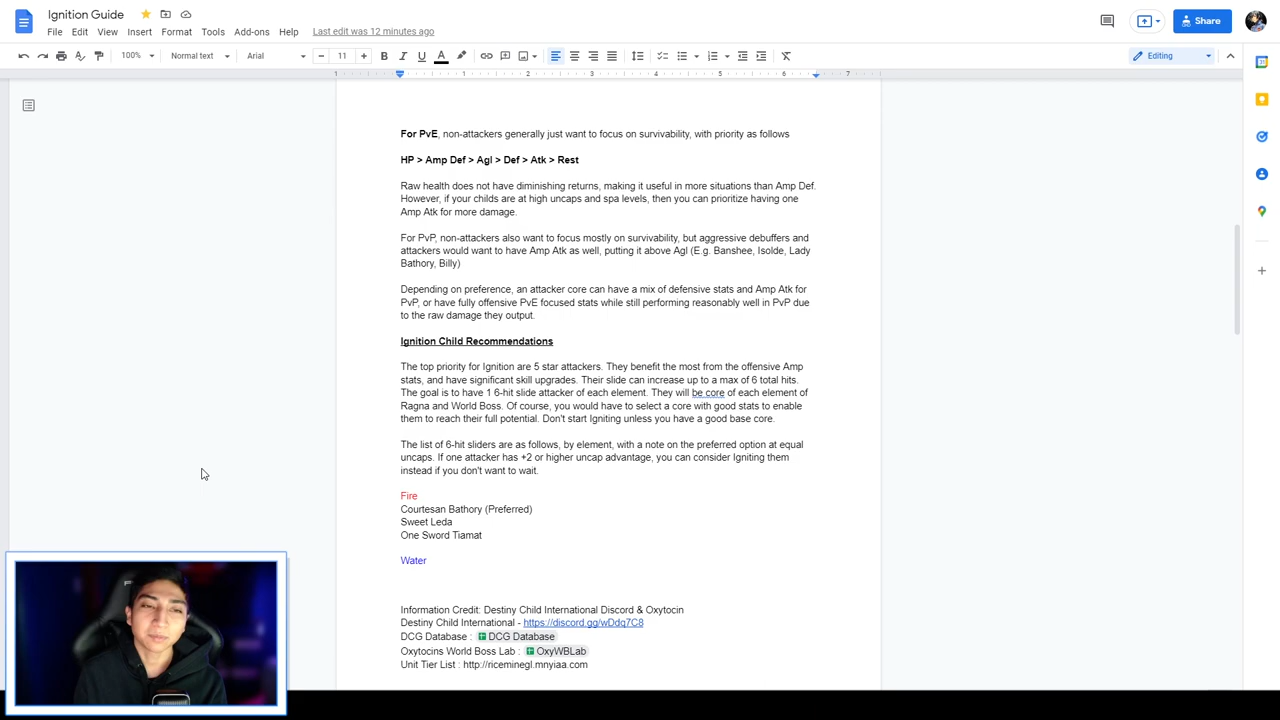 Ignition Guide
File Edit View Insert Format Tools Add-ons Help Last edit was 12 minutes ago
Share
100% Normal text Arial 11 B I U A Editing
1 1 2 3 4 5 6 7
For PvE, non-attackers generally just want to focus on survivability, with priority as follows
HP > Amp Def > Agl > Def > Atk > Rest
Raw health does not have diminishing returns, making it useful in more situations than Amp Def.
However, if your childs are at high uncaps and spa levels, then you can prioritize having one
Amp Atk for more damage.
For PvP, non-attackers also want to focus mostly on survivability, but aggressive debuffers and
attackers would want to have Amp Atk as well, putting it above Agl (E.g. Banshee, Isolde, Lady
Bathory, Billy)
Depending on preference, an attacker core can have a mix of defensive stats and Amp Atk for
PvP, or have fully offensive PvE focused stats while still performing reasonably well in PvP due
to the raw damage they output.
Ignition Child Recommendations
The top priority for Ignition are 5 star attackers. They benefit the most from the offensive Amp
stats, and have significant skill upgrades. Their slide can increase up to a max of 6 total hits.
The goal is to have 1 6-hit slide attacker of each element. They will be core of each element of
Ragna and World Boss. Of course, you would have to select a core with good stats to enable
them to reach their full potential. Don't start Igniting unless you have a good base core.
The list of 6-hit sliders are as follows, by element, with a note on the preferred option at equal
uncaps. If one attacker has +2 or higher uncap advantage, you can consider Igniting them
instead if you don't want to wait.
Fire
Courtesan Bathory (Preferred)
Sweet Leda
One Sword Tiamat
Water
Information Credit: Destiny Child International Discord & Oxytocin
Destiny Child International - https://discord.gg/wDdq7C8
DCG Database : DCG Database
Oxytocins World Boss Lab : OxyWBLab
Unit Tier List : http://riceminegl.mnyiaa.com